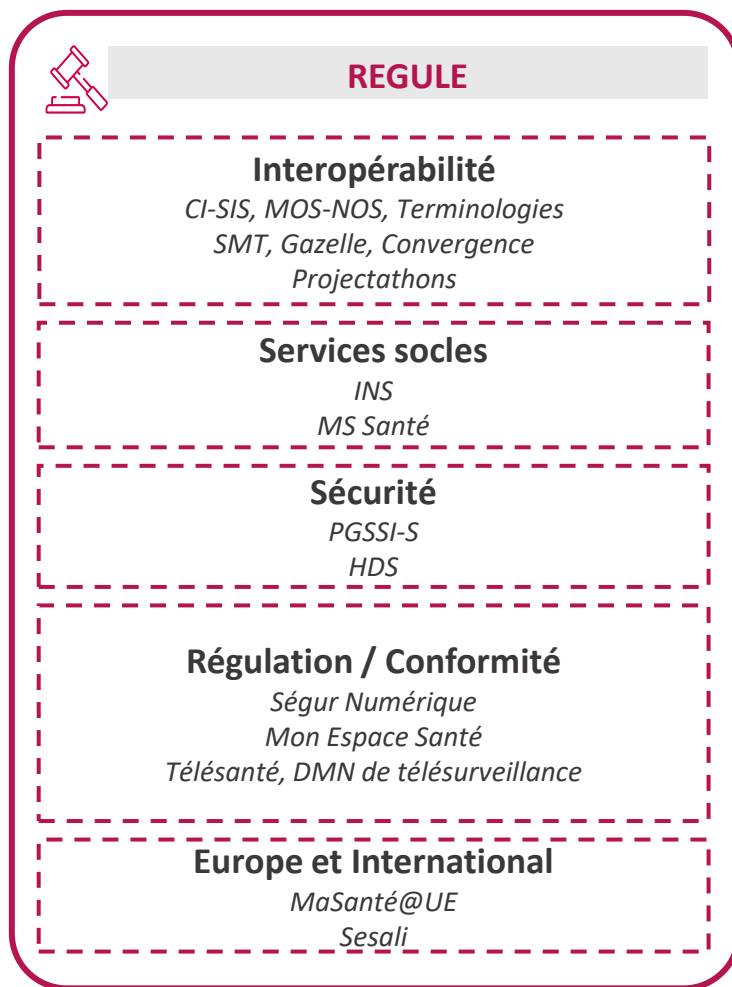 REGULE
Interopérabilité
CI-SIS, MOS-NOS, Terminologies
SMT, Gazelle, Convergence
Projectathons
Services socles
INS
MS Santé
Sécurité
PGSSI-S
HDS
Régulation / Conformité
Ségur Numérique
Mon Espace Santé
Télésanté, DMN de télésurveillance
Europe et International
MaSanté@UE
Sesali